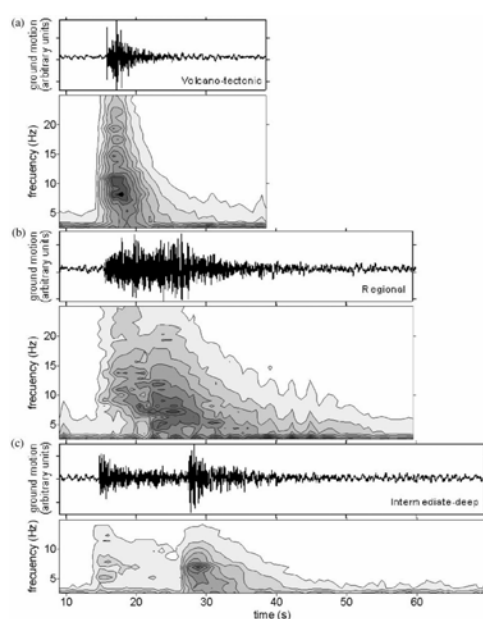 (a)
ground motion
(arbitrary units)
Volcano-tectonic
frecuency (Hz)
20
15
10
5
(b)
ground motion
(arbitrary units)
Regional
frecuency (Hz)
20
15
10
5
(c)
ground motion
(arbitrary units)
Intermediate-deep
frecuency (Hz)
10
5
10 20 30 40 50 60 70
time (s)